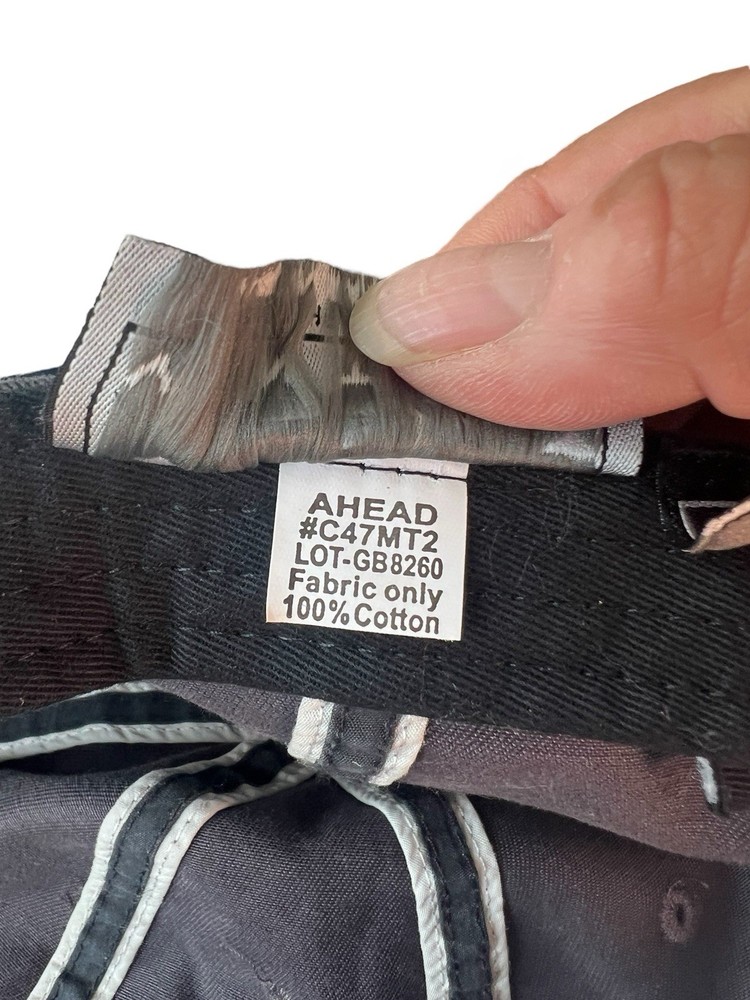 AHEAD
#C47MT2
LOT-GB8260
Fabric only
100%Cotton